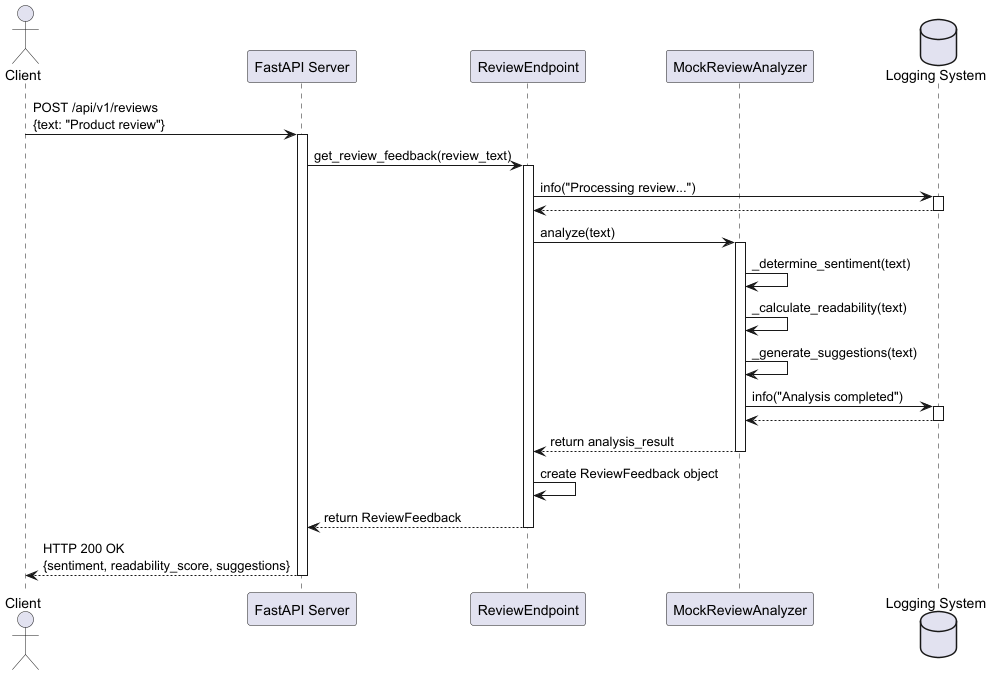 Client
FastAPI Server
ReviewEndpoint
MockReviewAnalyzer
Logging System
POST /api/v1/reviews
{text: "Product review"}
get_review_feedback(review_text)
info("Processing review...")
analyze(text)
_determine_sentiment(text)
_calculate_readability(text)
_generate_suggestions(text)
info("Analysis completed")
return analysis_result
create ReviewFeedback object
return ReviewFeedback
HTTP 200 OK
{sentiment, readability_score, suggestions}
Client
FastAPI Server
ReviewEndpoint
MockReviewAnalyzer
Logging System